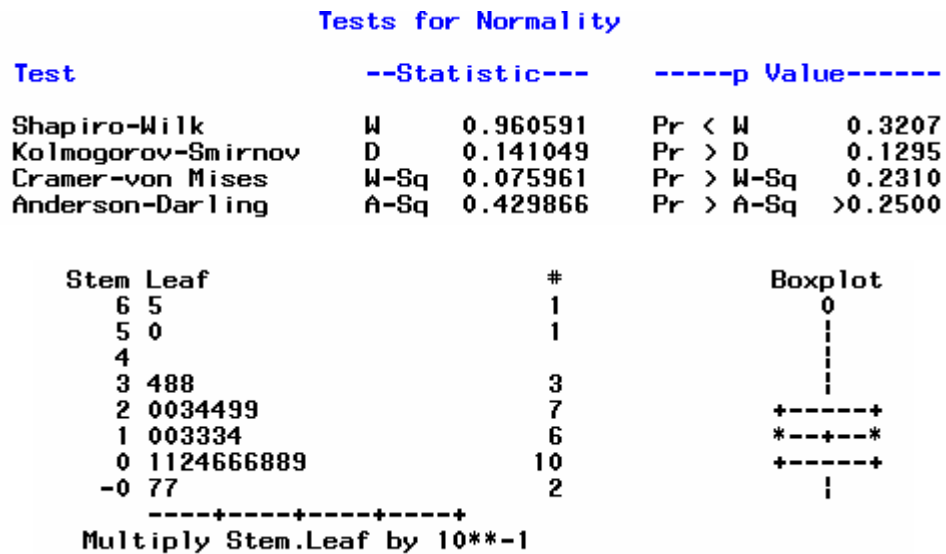 Tests for Normality
Test --Statistic--- -----p Value------
Shapiro-Wilk W 0.960591 Pr < W 0.3207
Kolmogorov-Smirnov D 0.141049 Pr > D 0.1295
Cramer-von Mises W-Sq 0.075961 Pr > W-Sq 0.2310
Anderson-Darling A-Sq 0.429866 Pr > A-Sq >0.2500
Stem Leaf # Boxplot
6 5 1 0
5 0 1 |
4 |
3 488 3 |
2 0034499 7 +-----+
1 003334 6 *--+--*
0 1124666889 10 +-----+
-0 77 2 |
----+----+----+----+
Multiply Stem.Leaf by 10**-1